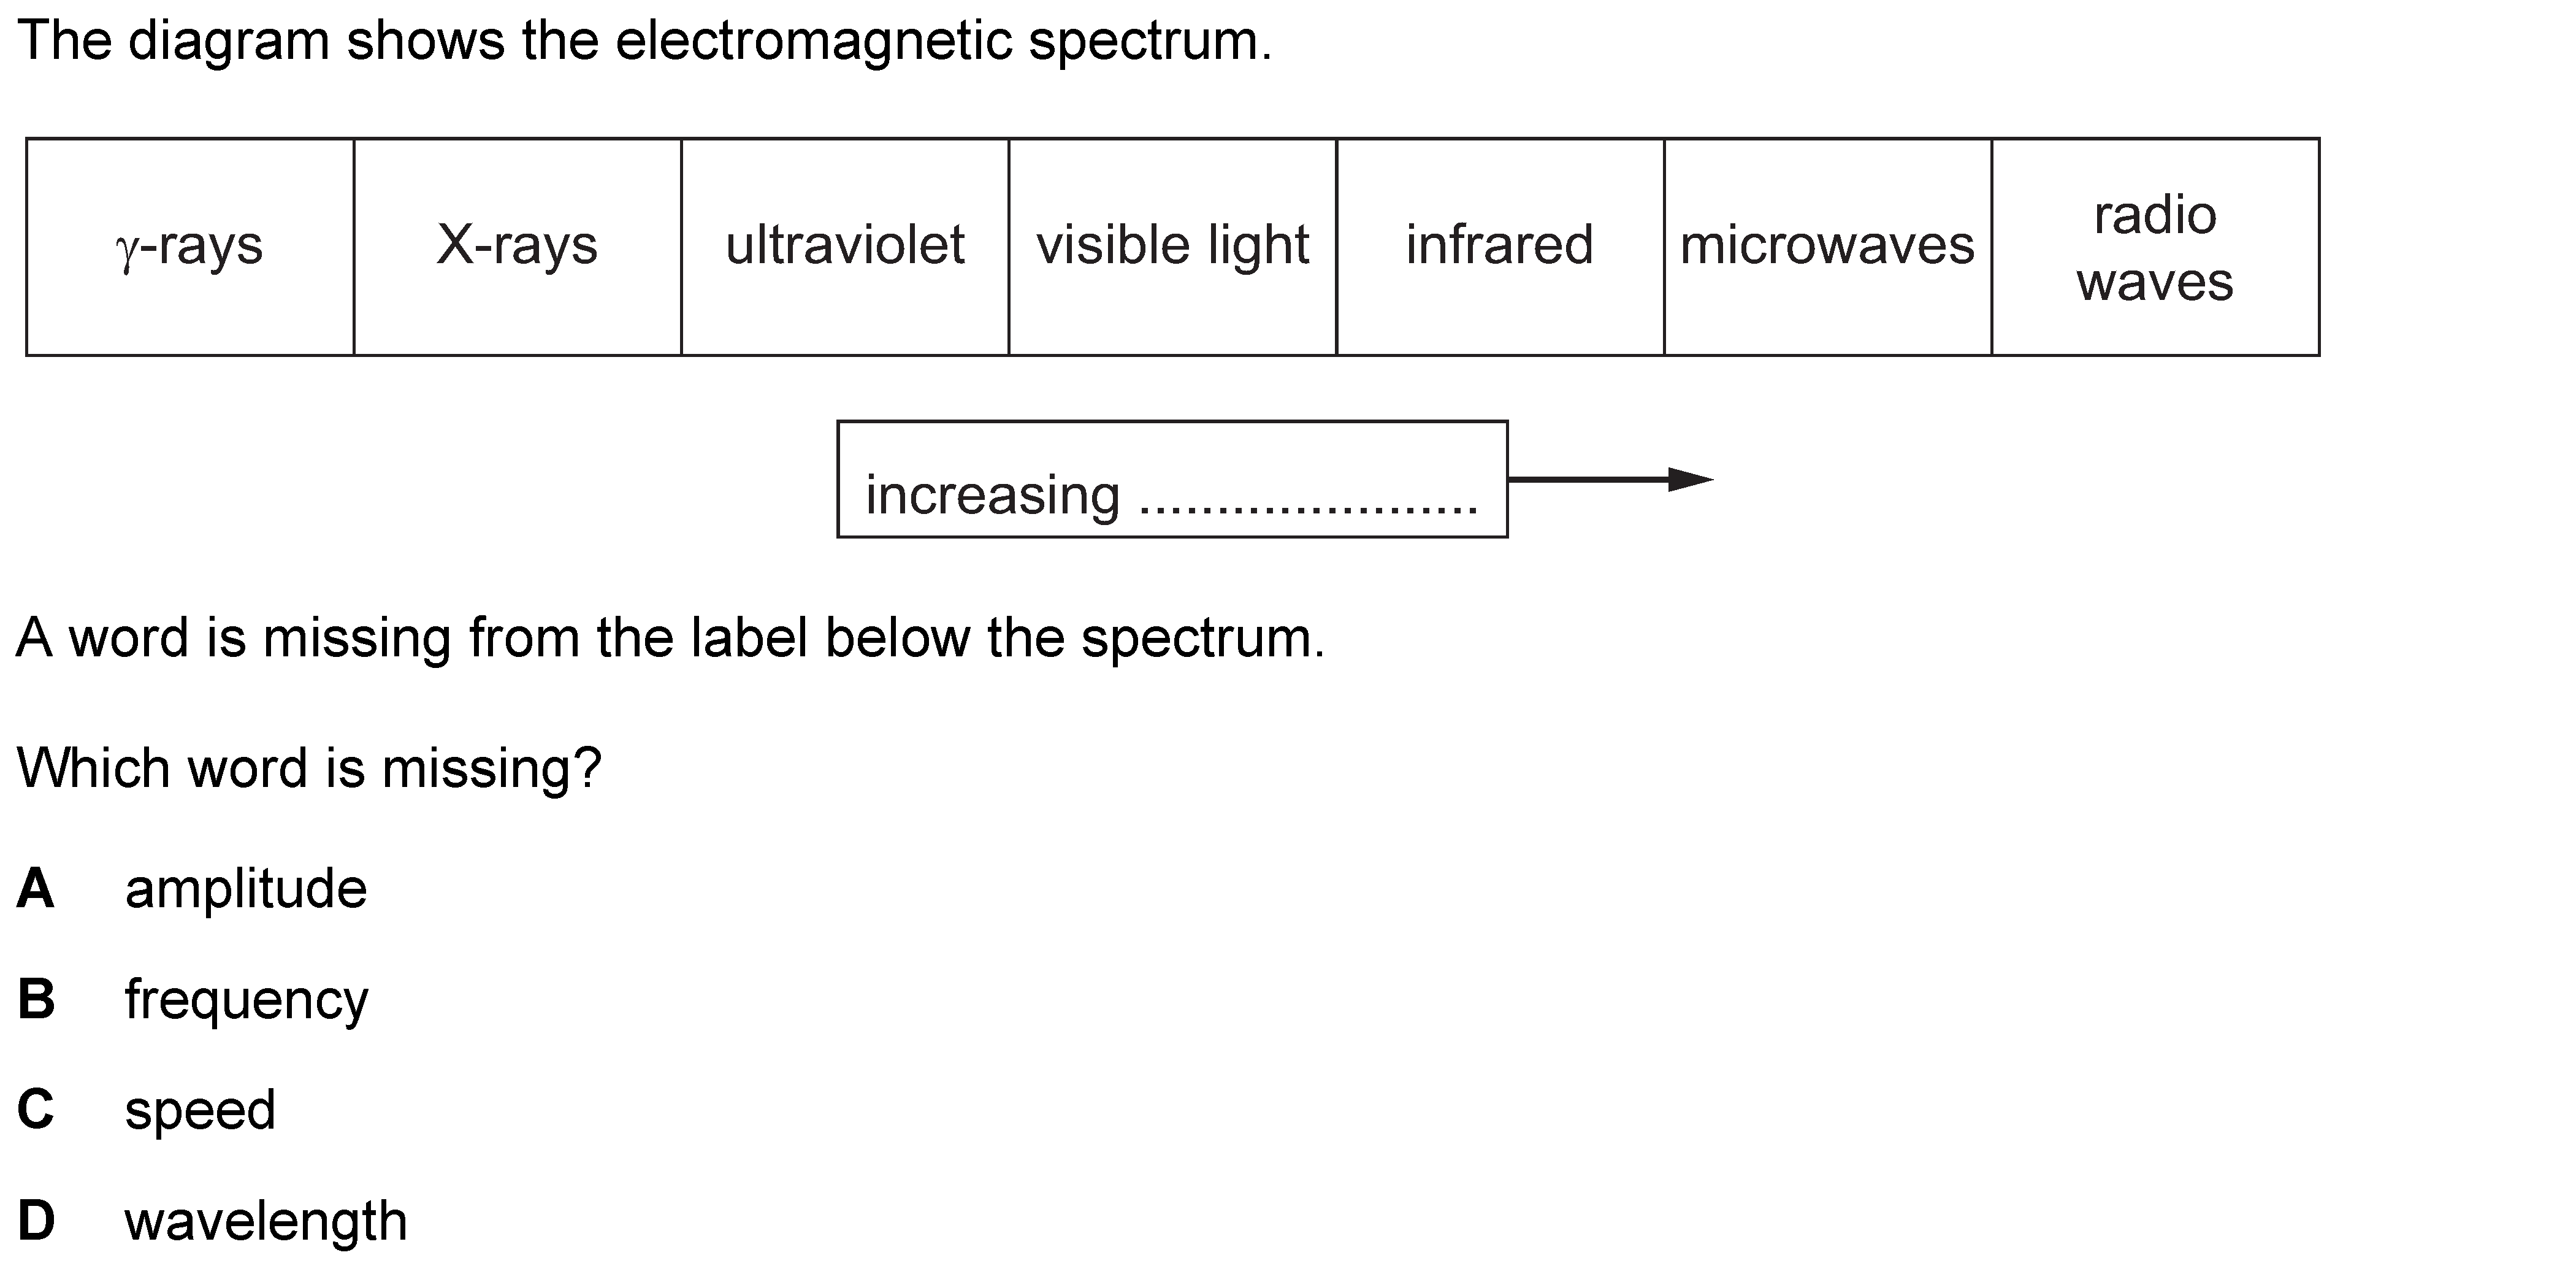 The diagram shows the electromagnetic spectrum.
γ-rays
X-rays
ultraviolet
visible light
infrared
microwaves
radio
waves
increasing ......................
A word is missing from the label below the spectrum.
Which word is missing?
A amplitude
B frequency
C speed
D wavelength